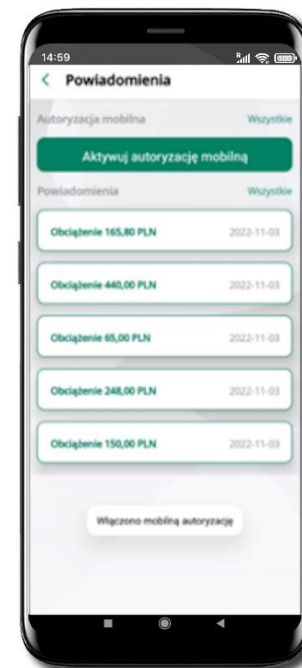 14:59
Powiadomienia
Autoryzacja mobilna Wszystkie
Aktywuj autoryzację mobilną
Powiadomienia Wszystkie
Obciążenie 165,80 PLN 2022-11-03
Obciążenie 440,00 PLN 2022-11-03
Obciążenie 65,00 PLN 2022-11-03
Obciążenie 248,00 PLN 2022-11-03
Obciążenie 150,00 PLN 2022-11-03
Włączono mobilną autoryzację